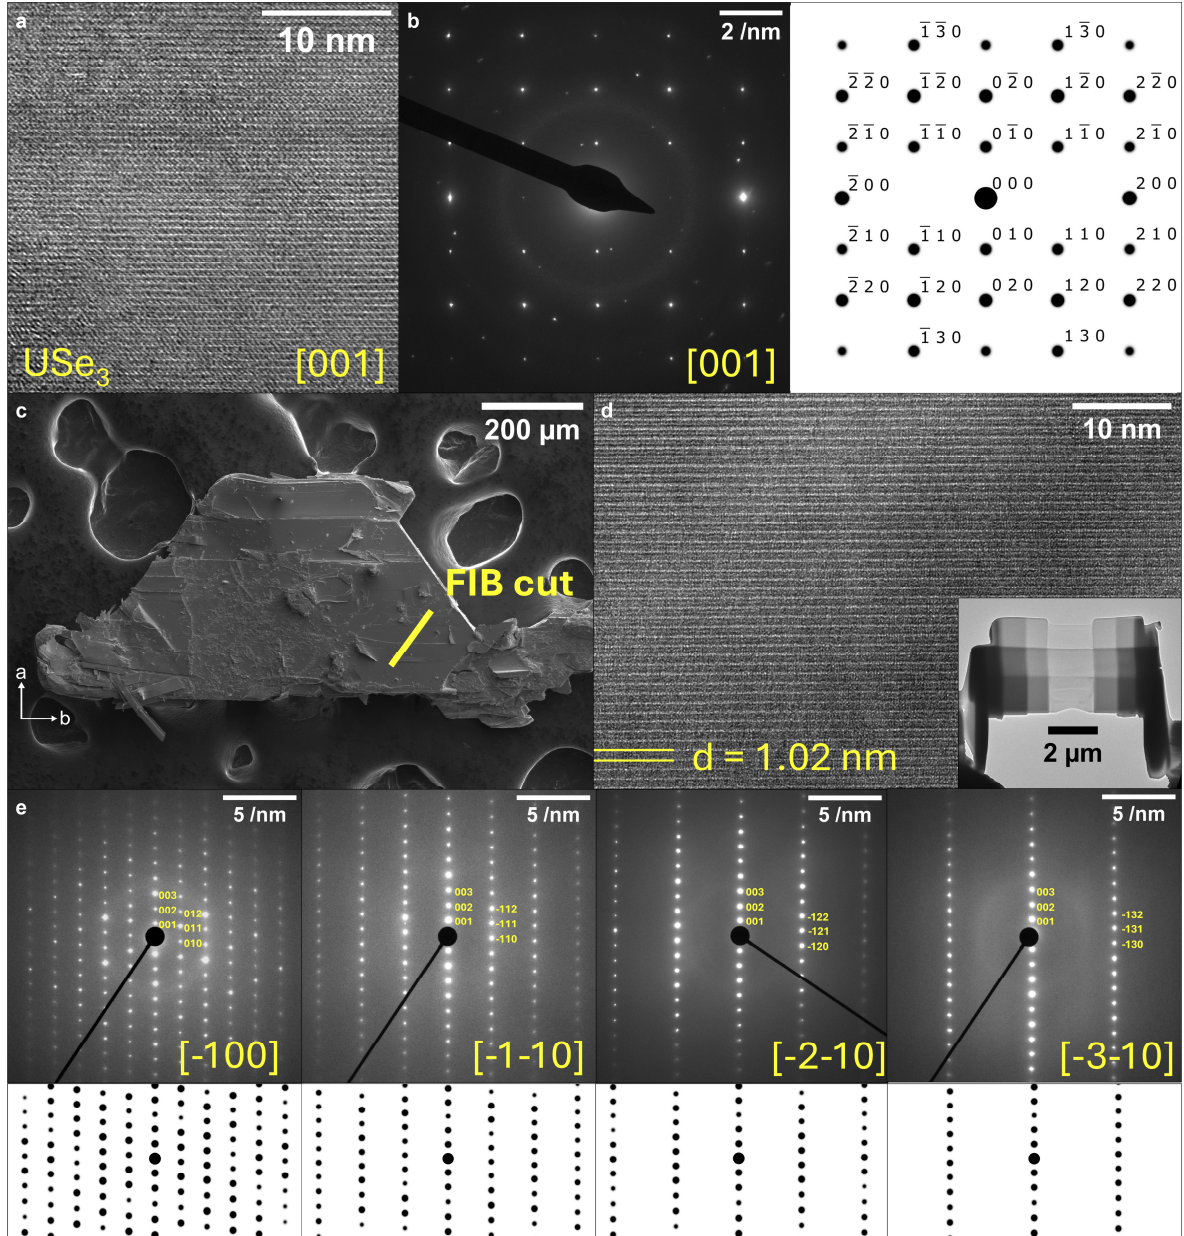 a
10 nm
USe₃
[001]
b
2 /nm
[001]
1̅ 3̅ 0
1 3̅ 0
2̅ 2̅ 0
1̅ 2̅ 0
0 2̅ 0
1 2̅ 0
2 2̅ 0
2̅ 1̅ 0
1̅ 1̅ 0
0 1̅ 0
1 1̅ 0
2 1̅ 0
2̅ 0 0
0 0 0
2 0 0
2̅ 1 0
1̅ 1 0
0 1 0
1 1 0
2 1 0
2̅ 2 0
1̅ 2 0
0 2 0
1 2 0
2 2 0
1̅ 3 0
1 3 0
c
200 µm
FIB cut
a
b
d
10 nm
d = 1.02 nm
2 µm
e
5 /nm
003
002
001
012
011
010
[-100]
5 /nm
003
002
001
-112
-111
-110
[-1-10]
5 /nm
003
002
001
-122
-121
-120
[-2-10]
5 /nm
003
002
001
-132
-131
-130
[-3-10]